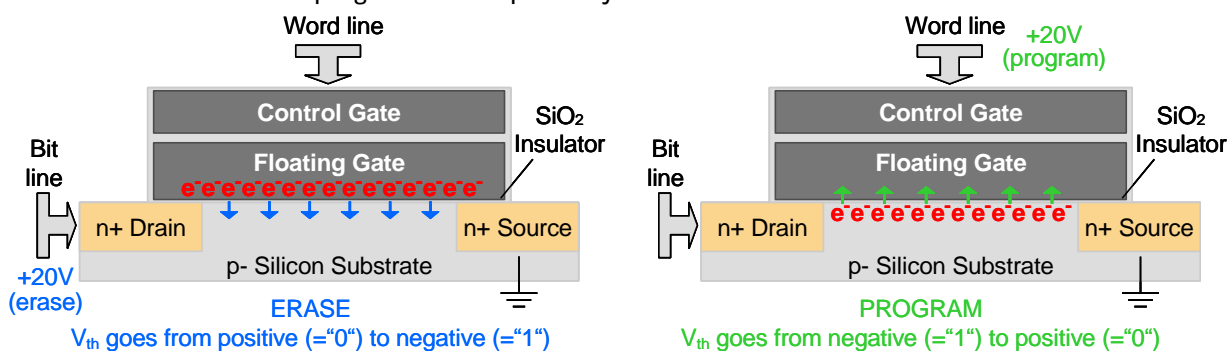 Word line
Control Gate
Floating Gate
SiO₂
Insulator
Bit
line
e⁻e⁻e⁻e⁻e⁻e⁻e⁻e⁻e⁻e⁻e⁻
n+ Drain
n+ Source
p- Silicon Substrate
+20V
(erase)
ERASE
Vth goes from positive (=“0“) to negative (=“1“)
Word line
+20V
(program)
Control Gate
Floating Gate
SiO₂
Insulator
Bit
line
e⁻e⁻e⁻e⁻e⁻e⁻e⁻e⁻e⁻
n+ Drain
n+ Source
p- Silicon Substrate
PROGRAM
Vth goes from negative (=“1“) to positive (=“0“)